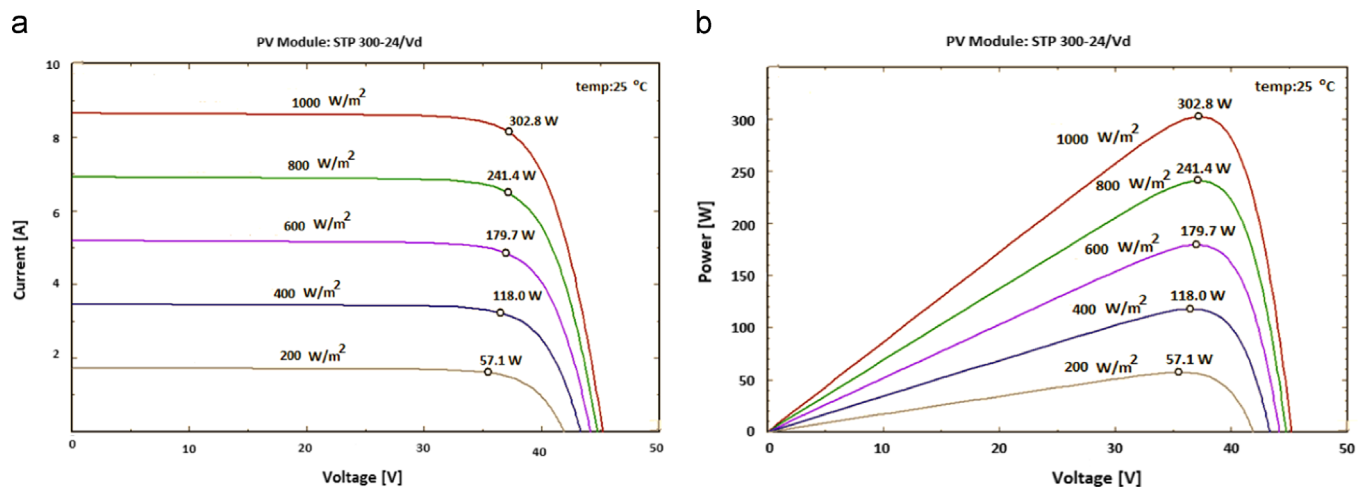 a
PV Module: STP 300-24/Vd
10
8
6
4
2
0
10
20
30
40
50
Current [A]
Voltage [V]
temp:25 °C
1000 W/m²
302.8 W
800 W/m²
241.4 W
600 W/m²
179.7 W
400 W/m²
118.0 W
200 W/m²
57.1 W
b
PV Module: STP 300-24/Vd
300
250
200
150
100
50
0
0
10
20
30
40
50
Power [W]
Voltage [V]
temp:25 °C
302.8 W
1000 W/m²
241.4 W
800 W/m²
179.7 W
600 W/m²
118.0 W
400 W/m²
57.1 W
200 W/m²